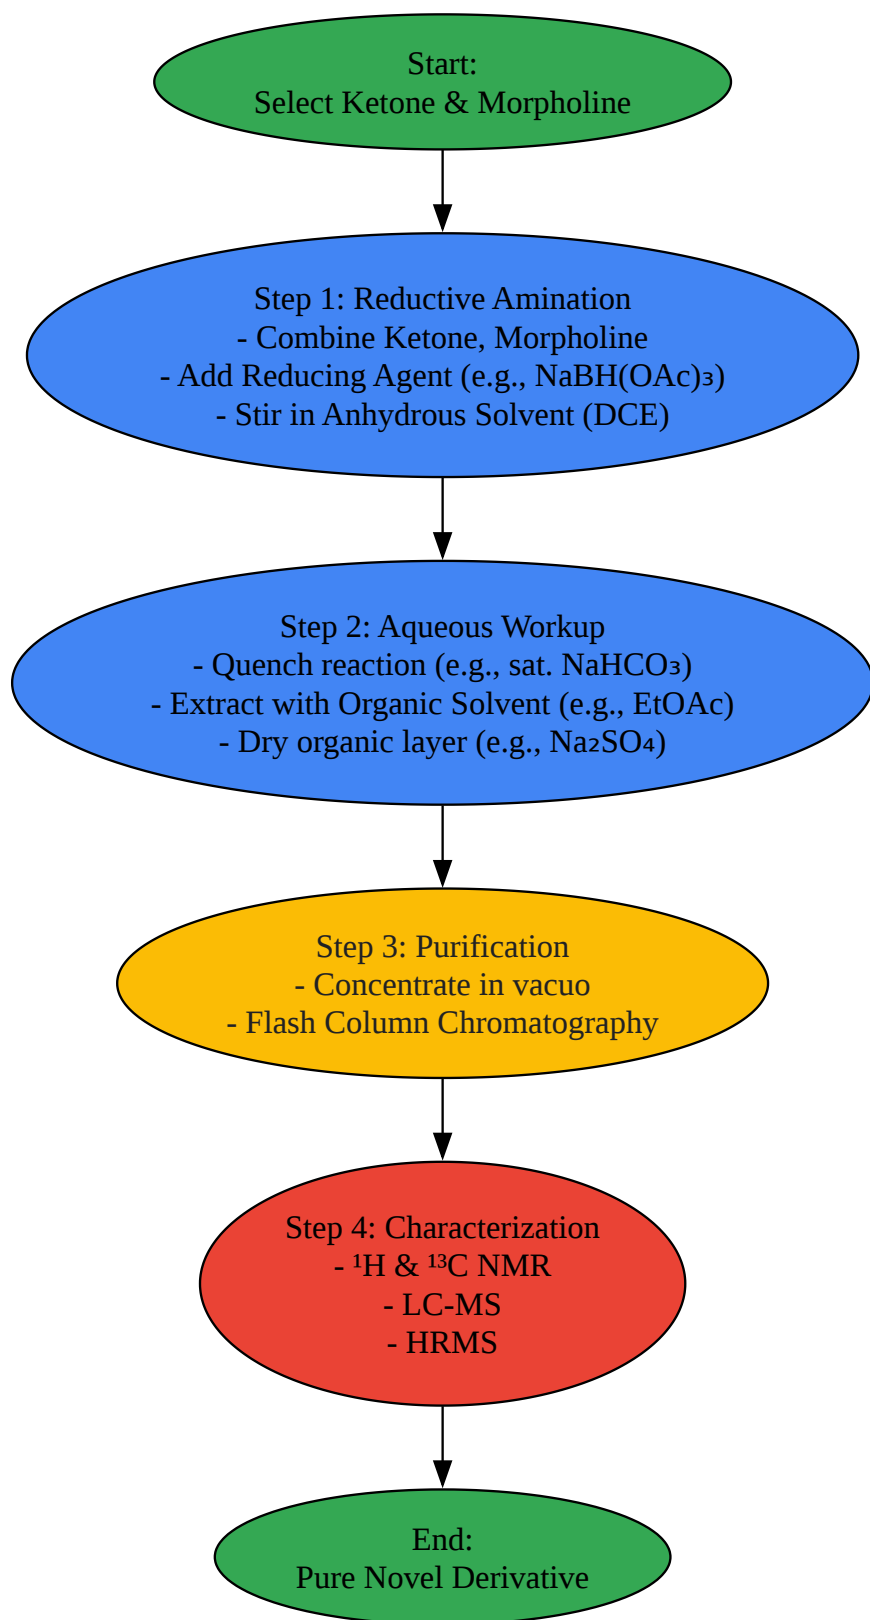 Start:
Select Ketone & Morpholine
Step 1: Reductive Amination
- Combine Ketone, Morpholine
- Add Reducing Agent (e.g., NaBH(OAc)₃)
- Stir in Anhydrous Solvent (DCE)
Step 2: Aqueous Workup
- Quench reaction (e.g., sat. NaHCO₃)
- Extract with Organic Solvent (e.g., EtOAc)
- Dry organic layer (e.g., Na₂SO₄)
Step 3: Purification
- Concentrate in vacuo
- Flash Column Chromatography
Step 4: Characterization
- ¹H & ¹³C NMR
- LC-MS
- HRMS
End:
Pure Novel Derivative